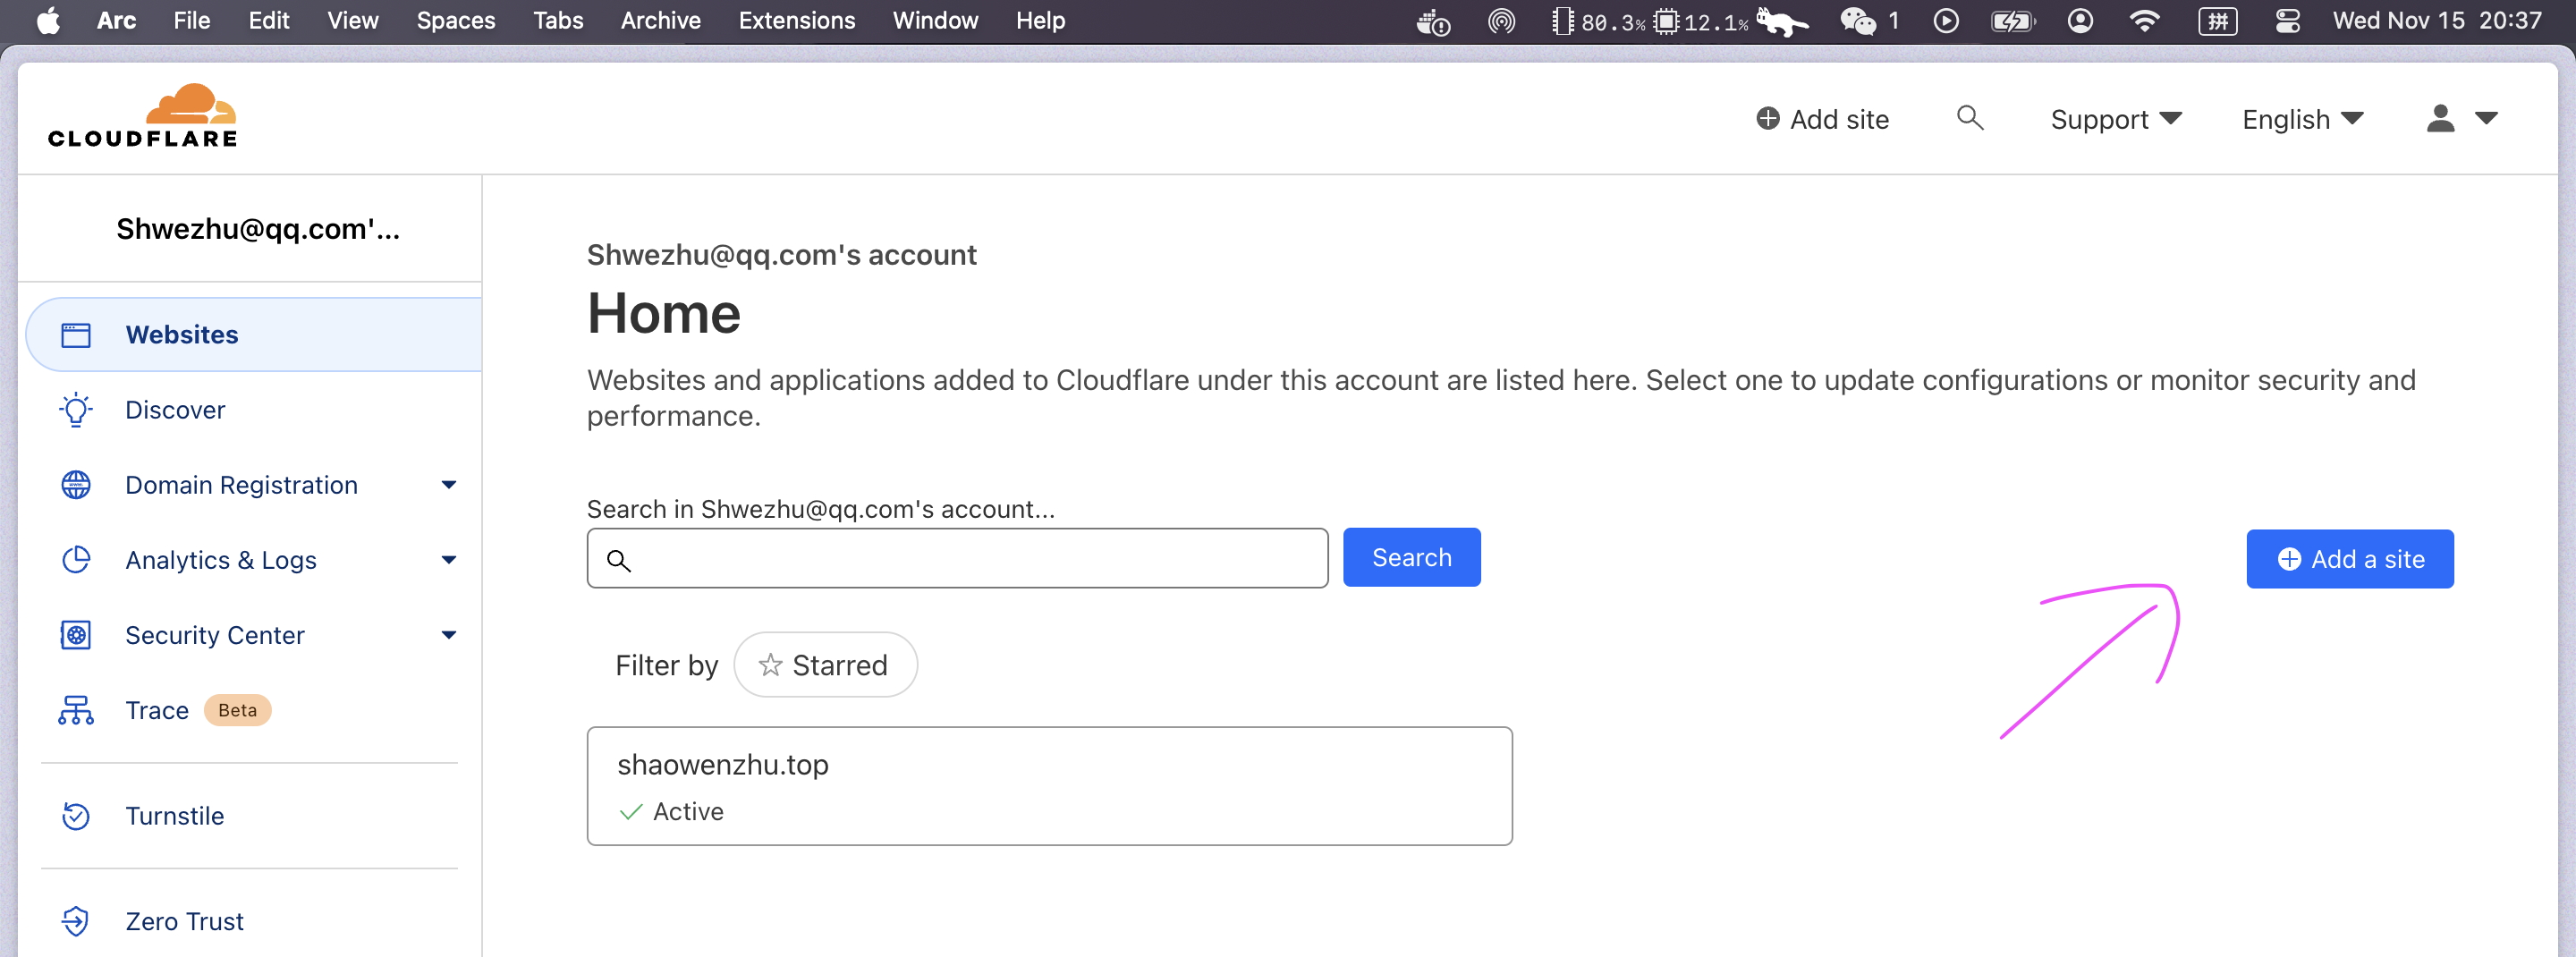 Arc File Edit View Spaces Tabs Archive Extensions Window Help 80.3% 12.1% 1 拼 Wed Nov 15 20:37
CLOUDFLARE
Add site Support English
Shwezhu@qq.com'...
Websites
Discover
Domain Registration
Analytics & Logs
Security Center
Trace Beta
Turnstile
Zero Trust
Shwezhu@qq.com's account
Home
Websites and applications added to Cloudflare under this account are listed here. Select one to update configurations or monitor security and
performance.
Search in Shwezhu@qq.com's account...
Search
Add a site
Filter by Starred
shaowenzhu.top
Active